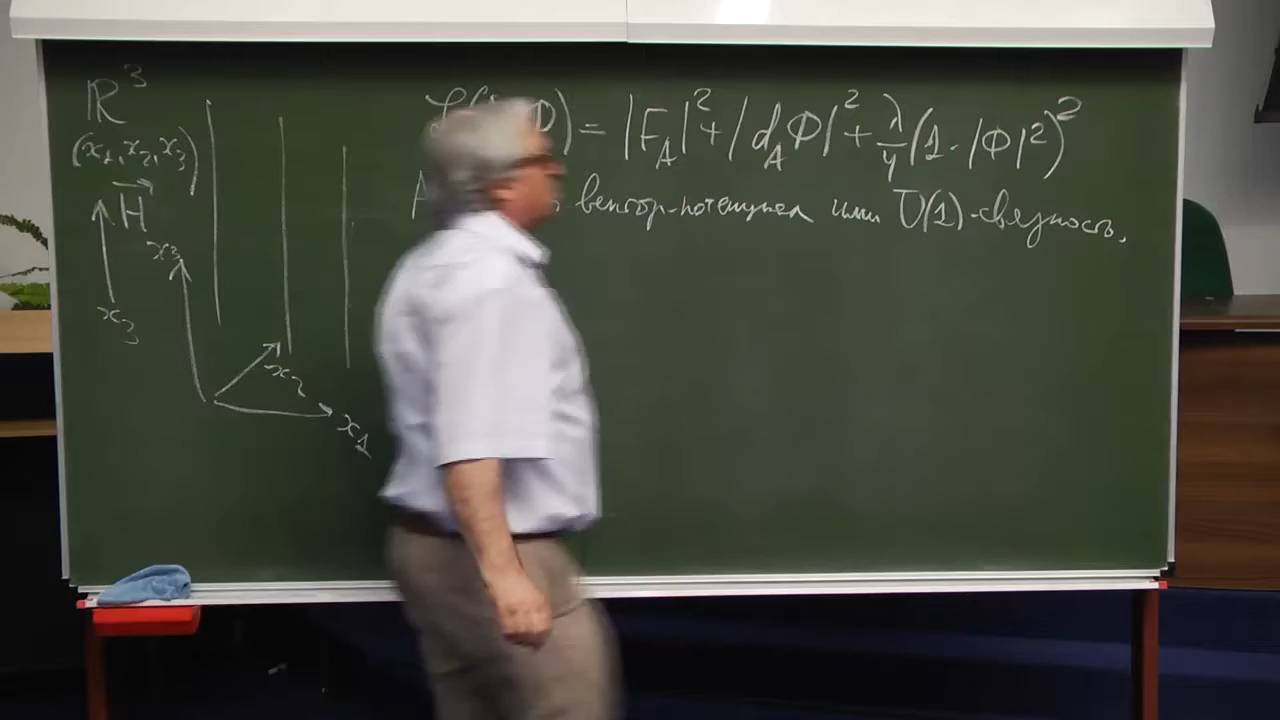 ℝ³
(x₁, x₂, x₃)
H⃗
x₃
x₃
x₂
x₁
Φ) = |F_A|² + |d_AΦ|² + λ/4 (1 - |Φ|²)²
A вектор-потенциал или U(1)-связность.